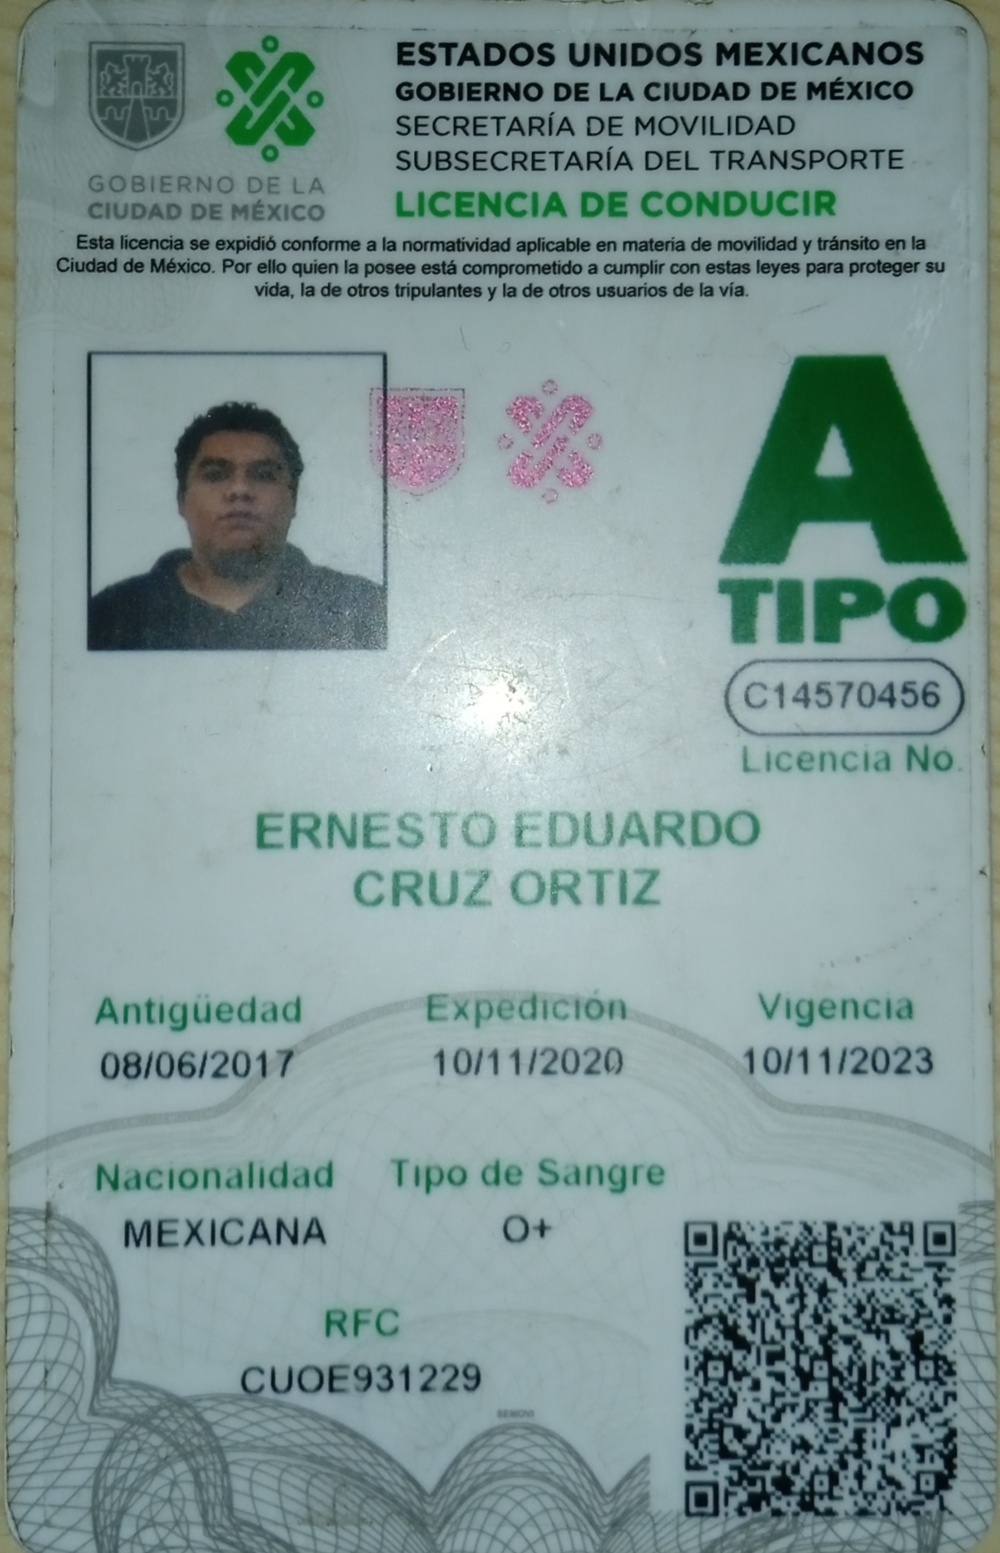 ESTADOS UNIDOS MEXICANOS
GOBIERNO DE LA CIUDAD DE MÉXICO
SECRETARÍA DE MOVILIDAD
SUBSECRETARÍA DEL TRANSPORTE
LICENCIA DE CONDUCIR
GOBIERNO DE LA
CIUDAD DE MÉXICO
Esta licencia se expidió conforme a la normatividad aplicable en materia de movilidad y tránsito en la
Ciudad de México. Por ello quien la posee está comprometido a cumplir con estas leyes para proteger su
vida, la de otros tripulantes y la de otros usuarios de la vía.
A
TIPO
C14570456
Licencia No.
ERNESTO EDUARDO
CRUZ ORTIZ
Antigüedad Expedición Vigencia
08/06/2017 10/11/2020 10/11/2023
Nacionalidad Tipo de Sangre
MEXICANA O+
RFC
CUOE931229
SEMOVI